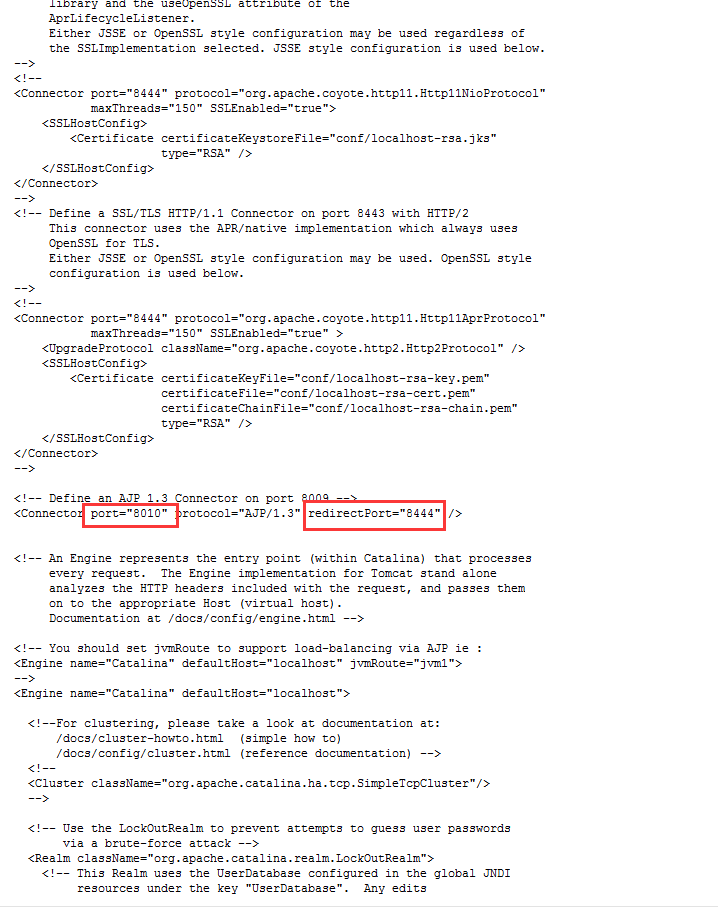 library and the useOpenSSL attribute of the
AprLifecycleListener.
Either JSSE or OpenSSL style configuration may be used regardless of
the SSLImplementation selected. JSSE style configuration is used below.
-->
<!--
<Connector port="8444" protocol="org.apache.coyote.http11.Http11NioProtocol"
maxThreads="150" SSLEnabled="true">
<SSLHostConfig>
<Certificate certificateKeystoreFile="conf/localhost-rsa.jks"
type="RSA" />
</SSLHostConfig>
</Connector>
-->
<!-- Define a SSL/TLS HTTP/1.1 Connector on port 8443 with HTTP/2
This connector uses the APR/native implementation which always uses
OpenSSL for TLS.
Either JSSE or OpenSSL style configuration may be used. OpenSSL style
configuration is used below.
-->
<!--
<Connector port="8444" protocol="org.apache.coyote.http11.Http11AprProtocol"
maxThreads="150" SSLEnabled="true" >
<UpgradeProtocol className="org.apache.coyote.http2.Http2Protocol" />
<SSLHostConfig>
<Certificate certificateKeyFile="conf/localhost-rsa-key.pem"
certificateFile="conf/localhost-rsa-cert.pem"
certificateChainFile="conf/localhost-rsa-chain.pem"
type="RSA" />
</SSLHostConfig>
</Connector>
-->
<!-- Define an AJP 1.3 Connector on port 8009 -->
<Connector port="8010" protocol="AJP/1.3" redirectPort="8444" />
<!-- An Engine represents the entry point (within Catalina) that processes
every request.  The Engine implementation for Tomcat stand alone
analyzes the HTTP headers included with the request, and passes them
on to the appropriate Host (virtual host).
Documentation at /docs/config/engine.html -->
<!-- You should set jvmRoute to support load-balancing via AJP ie :
<Engine name="Catalina" defaultHost="localhost" jvmRoute="jvm1">
-->
<Engine name="Catalina" defaultHost="localhost">
<!--For clustering, please take a look at documentation at:
/docs/cluster-howto.html  (simple how to)
/docs/config/cluster.html (reference documentation) -->
<!--
<Cluster className="org.apache.catalina.ha.tcp.SimpleTcpCluster"/>
-->
<!-- Use the LockOutRealm to prevent attempts to guess user passwords
via a brute-force attack -->
<Realm className="org.apache.catalina.realm.LockOutRealm">
<!-- This Realm uses the UserDatabase configured in the global JNDI
resources under the key "UserDatabase".  Any edits